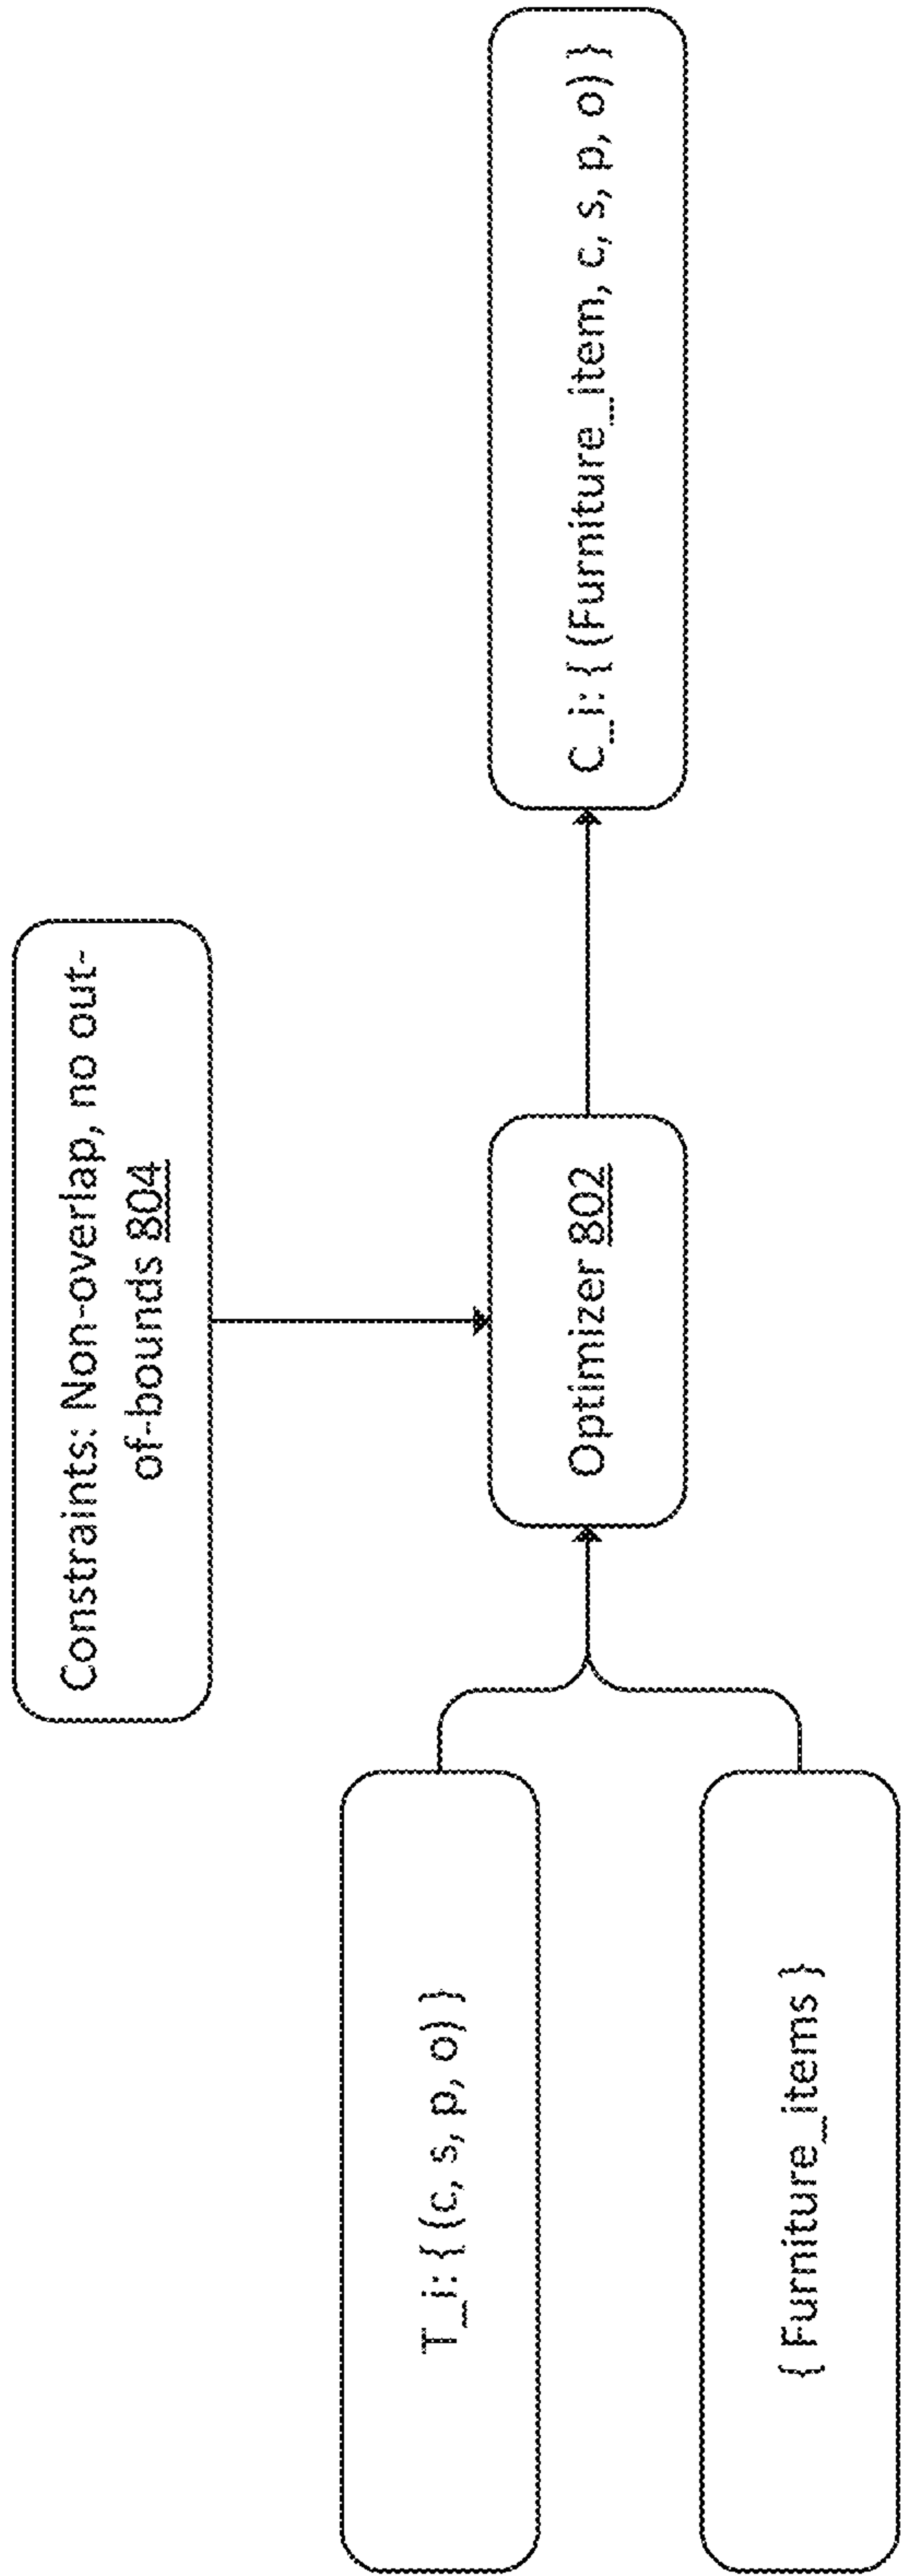 Constraints: Non-overlap, no out-
of-bounds 804
T_i: { (c, s, p, o) }
{ Furniture_items }
Optimizer 802
C_i: { (Furniture_item, c, s, p, o) }